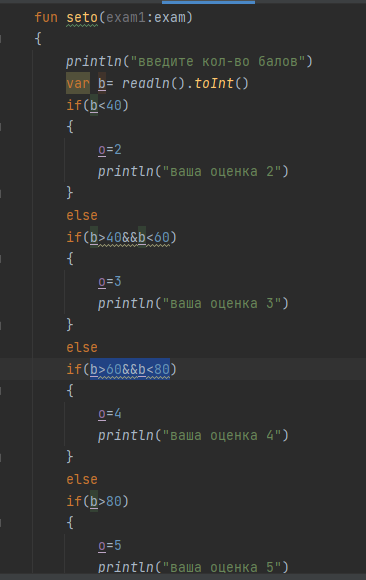 fun seto(exam1:exam)
{
println("введите кол-во балов")
var b= readln().toInt()
if(b<40)
{
o=2
println("ваша оценка 2")
}
else
if(b>40&&b<60)
{
o=3
println("ваша оценка 3")
}
else
if(b>60&&b<80)
{
o=4
println("ваша оценка 4")
}
else
if(b>80)
{
o=5
println("ваша оценка 5")